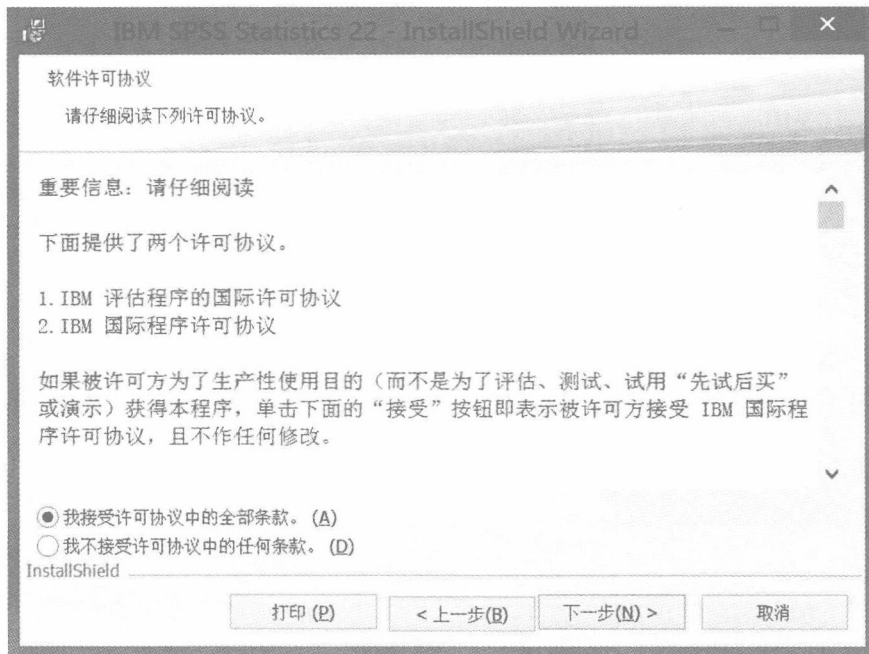 IBM SPSS Statistics 22 - InstallShield Wizard
软件许可协议
请仔细阅读下列许可协议。
重要信息: 请仔细阅读
下面提供了两个许可协议。
1. IBM 评估程序的国际许可协议
2. IBM 国际程序许可协议
如果被许可方为了生产性使用目的（而不是为了评估、测试、试用“先试后买”
或演示）获得本程序，单击下面的“接受”按钮即表示被许可方接受 IBM 国际程
序许可协议，且不作任何修改。
我接受许可协议中的全部条款。(A)
我不接受许可协议中的任何条款。(D)
InstallShield
打印 (P)
< 上一步(B)
下一步(N) >
取消